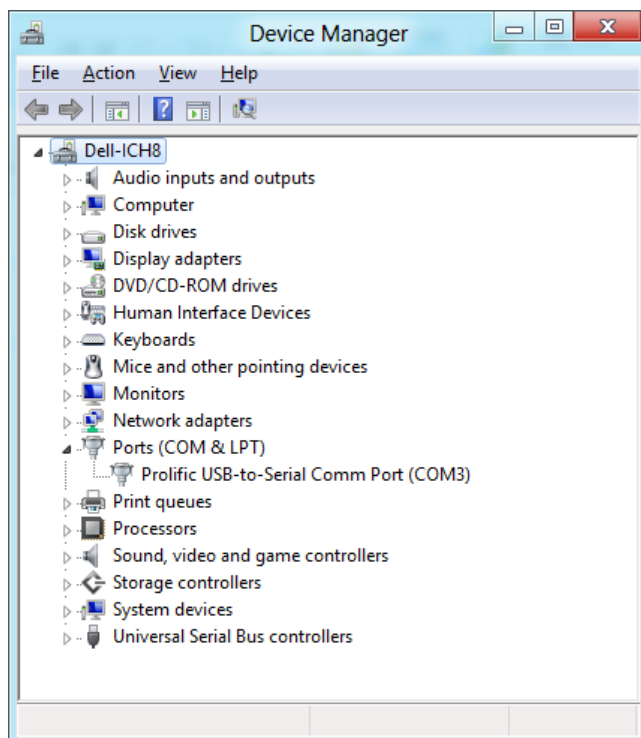 Device Manager
File Action View Help
Dell-ICH8
Audio inputs and outputs
Computer
Disk drives
Display adapters
DVD/CD-ROM drives
Human Interface Devices
Keyboards
Mice and other pointing devices
Monitors
Network adapters
Ports (COM & LPT)
Prolific USB-to-Serial Comm Port (COM3)
Print queues
Processors
Sound, video and game controllers
Storage controllers
System devices
Universal Serial Bus controllers